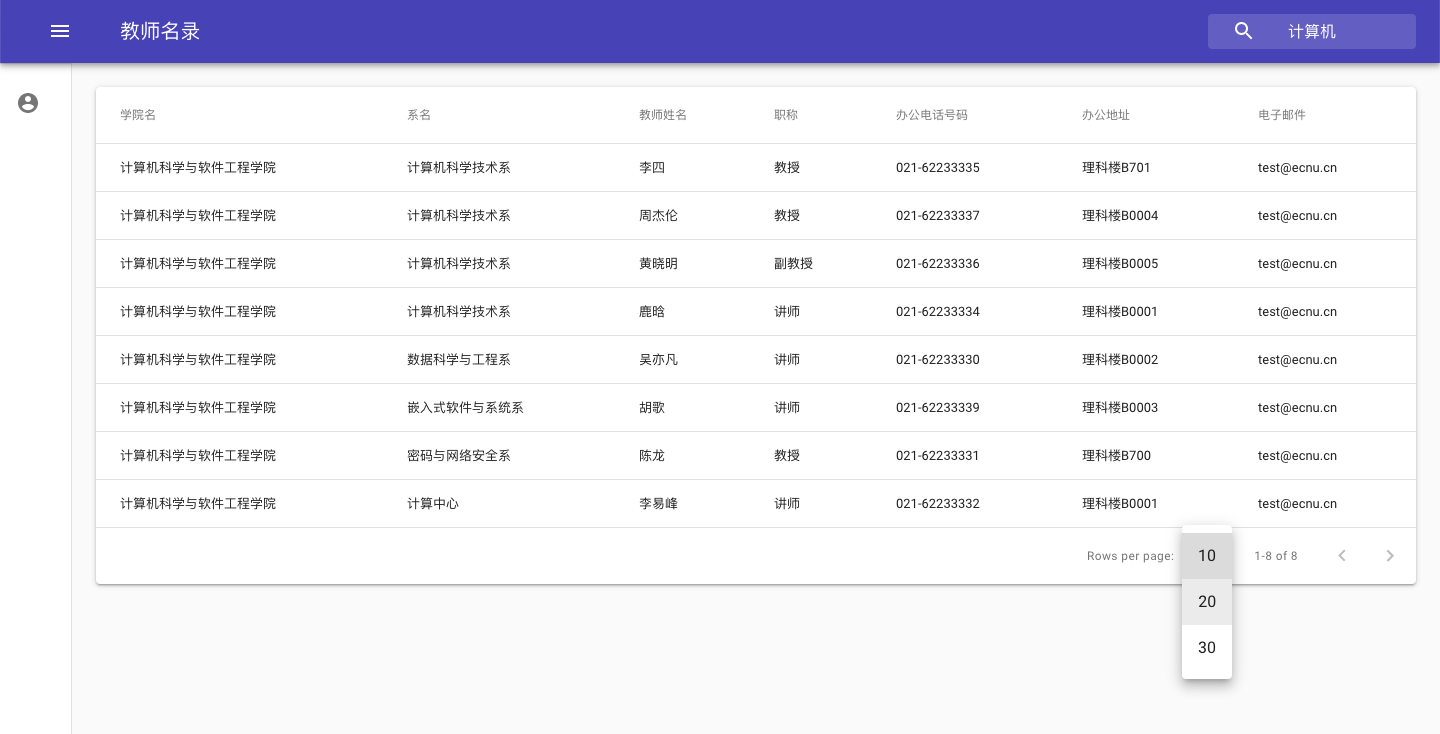 教师名录 计算机
学院名 系名 教师姓名 职称 办公电话号码 办公地址 电子邮件
计算机科学与软件工程学院 计算机科学技术系 李四 教授 021-62233335 理科楼B701 test@ecnu.cn
计算机科学与软件工程学院 计算机科学技术系 周杰伦 教授 021-62233337 理科楼B0004 test@ecnu.cn
计算机科学与软件工程学院 计算机科学技术系 黄晓明 副教授 021-62233336 理科楼B0005 test@ecnu.cn
计算机科学与软件工程学院 计算机科学技术系 鹿晗 讲师 021-62233334 理科楼B0001 test@ecnu.cn
计算机科学与软件工程学院 数据科学与工程系 吴亦凡 讲师 021-62233330 理科楼B0002 test@ecnu.cn
计算机科学与软件工程学院 嵌入式软件与系统系 胡歌 讲师 021-62233339 理科楼B0003 test@ecnu.cn
计算机科学与软件工程学院 密码与网络安全系 陈龙 教授 021-62233331 理科楼B700 test@ecnu.cn
计算机科学与软件工程学院 计算中心 李易峰 讲师 021-62233332 理科楼B0001 test@ecnu.cn
Rows per page: 10 1-8 of 8
20
30